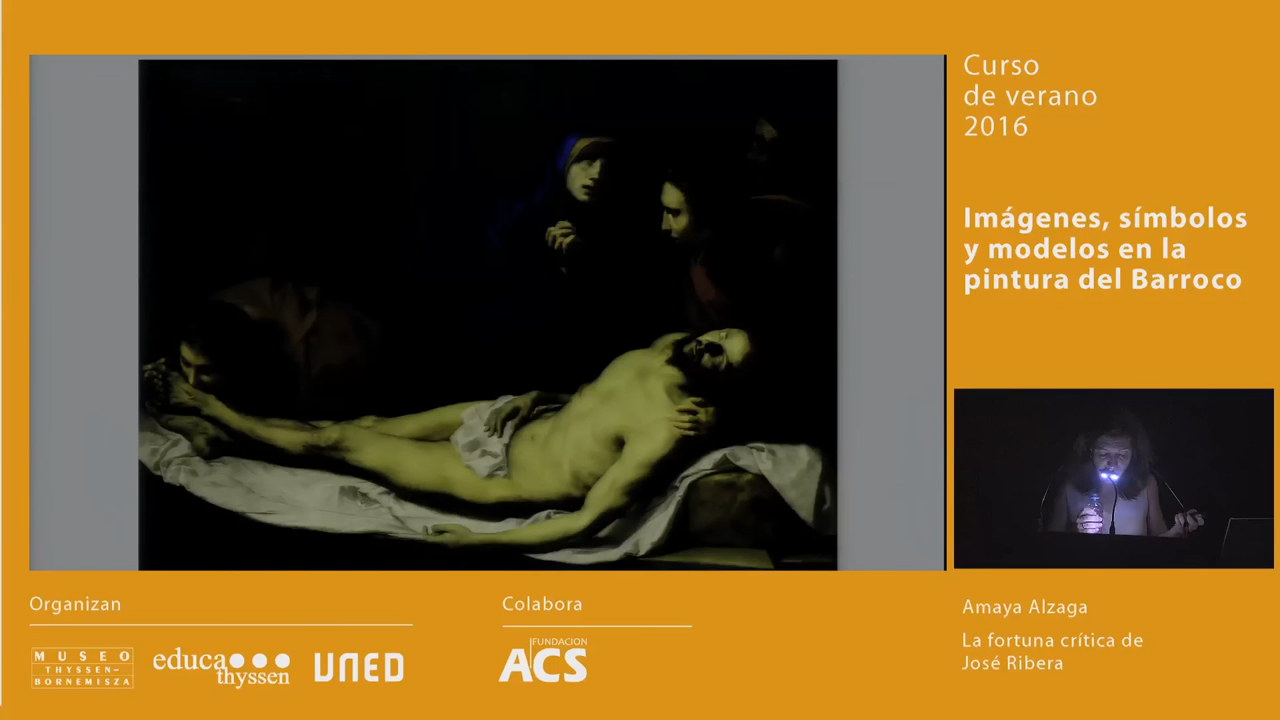 Curso
de verano
2016
Imágenes, símbolos
y modelos en la
pintura del Barroco
Organizan
Colabora
MUSEO
THYSSEN-
BORNEMISZA
educa
thyssen
UNED
FUNDACION
ACS
Amaya Alzaga
La fortuna crítica de
José Ribera